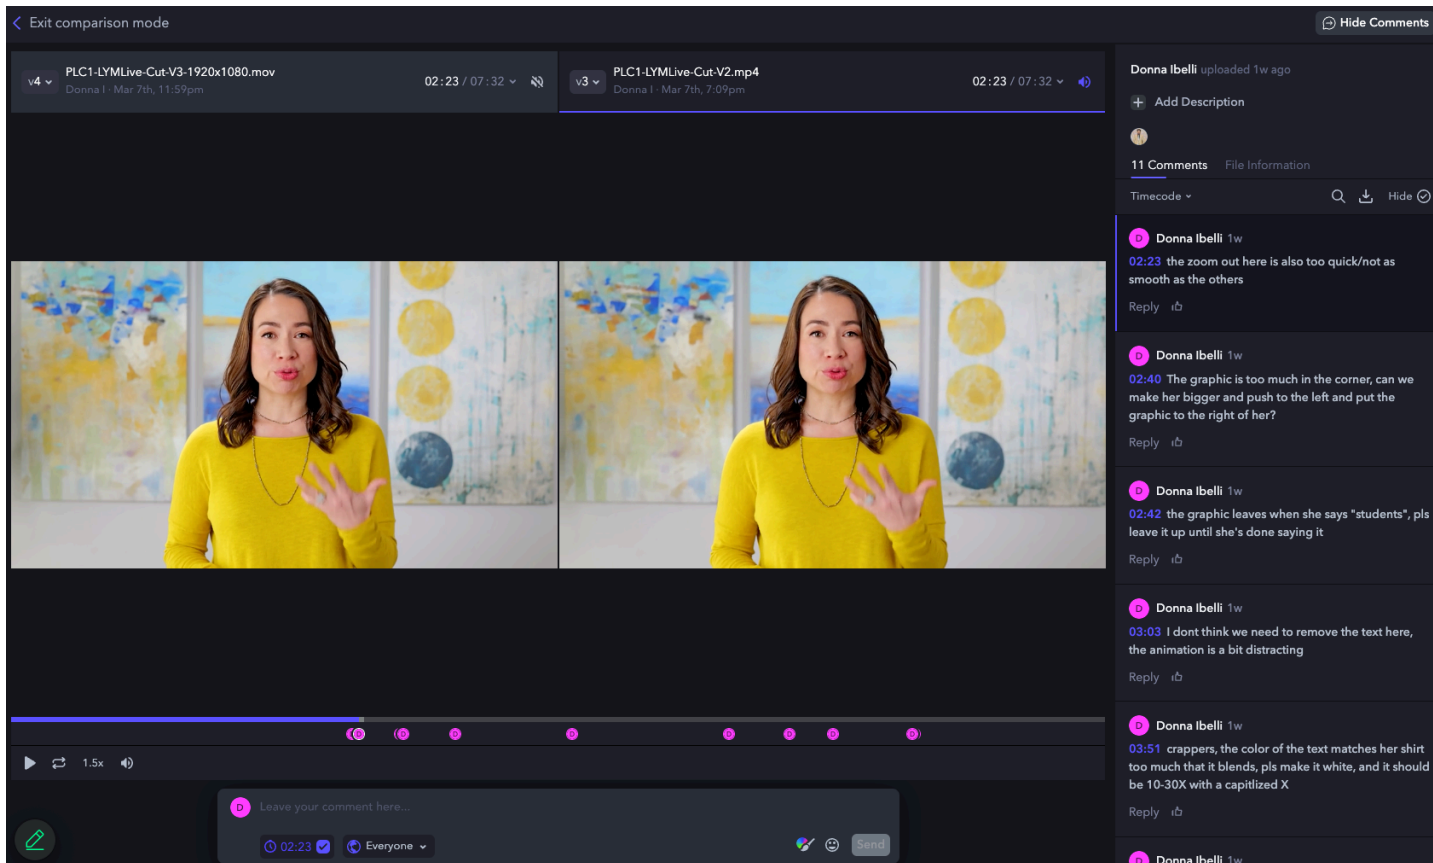 Exit comparison mode
Hide Comments
v4
PLC1-LYMLive-Cut-V3-1920x1080.mov
Donna I · Mar 7th, 11:59pm
02:23 / 07:32
v3
PLC1-LYMLive-Cut-V2.mp4
Donna I · Mar 7th, 7:09pm
02:23 / 07:32
Donna Ibelli uploaded 1w ago
+ Add Description
11 Comments
File Information
Timecode
Hide
D
Donna Ibelli 1w
02:23 the zoom out here is also too quick/not as
smooth as the others
Reply
D
Donna Ibelli 1w
02:40 The graphic is too much in the corner, can we
make her bigger and push to the left and put the
graphic to the right of her?
Reply
D
Donna Ibelli 1w
02:42 the graphic leaves when she says "students", pls
leave it up until she's done saying it
Reply
D
Donna Ibelli 1w
03:03 I dont think we need to remove the text here,
the animation is a bit distracting
Reply
D
Donna Ibelli 1w
03:51 crappers, the color of the text matches her shirt
too much that it blends, pls make it white, and it should
be 10-30X with a capitlized X
Reply
D
Donna Ibelli 1w
D D D D D D D D
1.5x
D
Leave your comment here...
02:23
Everyone
Send